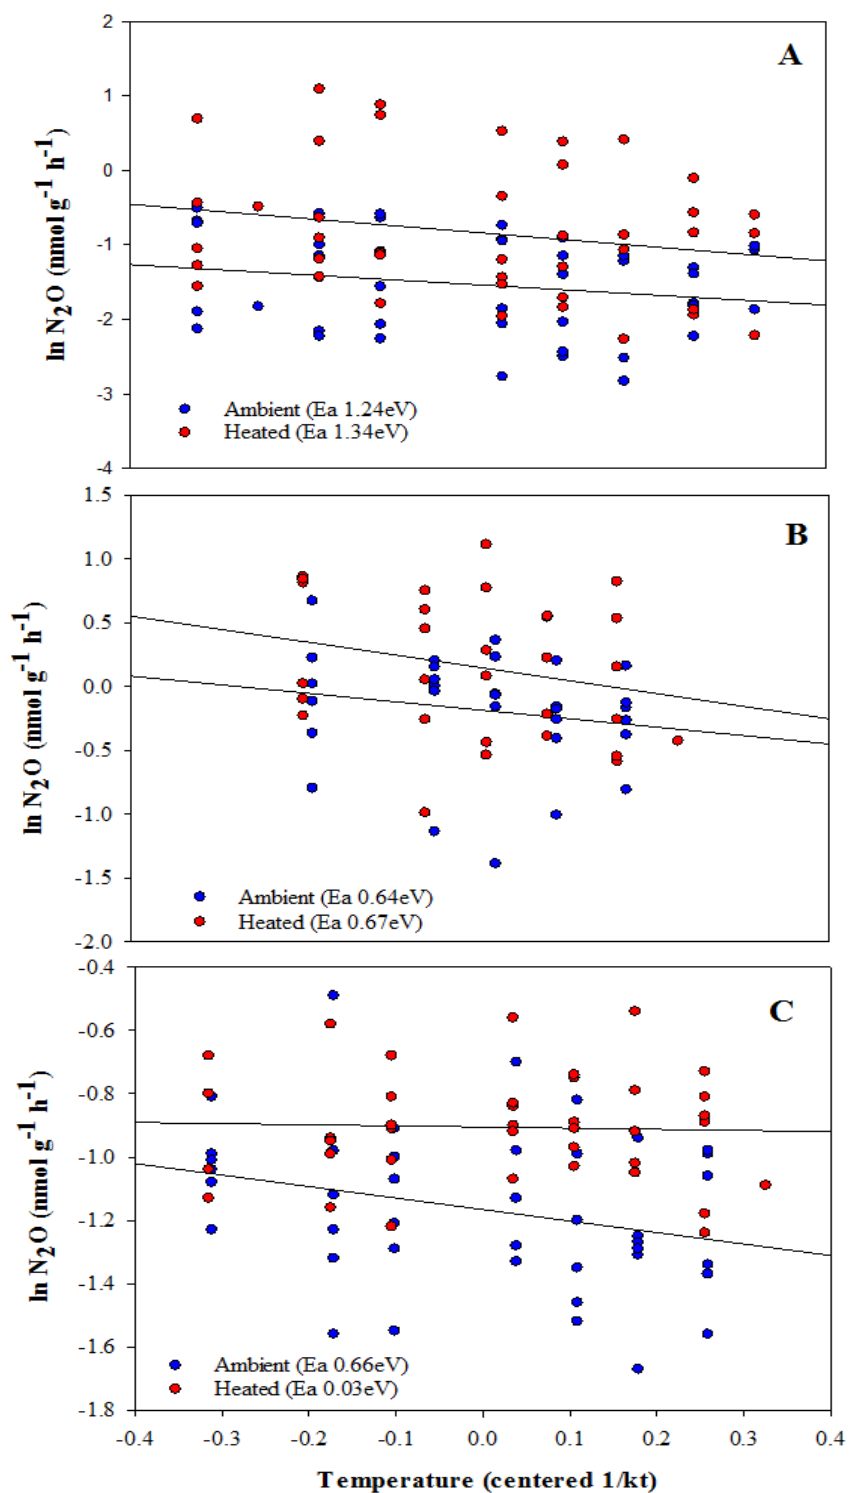 2
A
1
0
-1
-2
-3
-4
ln N2O (nmol g-1 h-1)
Ambient (Ea 1.24eV)
Heated (Ea 1.34eV)
1.5
B
1.0
0.5
0.0
-0.5
-1.0
-1.5
-2.0
ln N2O (nmol g-1 h-1)
Ambient (Ea 0.64eV)
Heated (Ea 0.67eV)
-0.4
C
-0.6
-0.8
-1.0
-1.2
-1.4
-1.6
-1.8
ln N2O (nmol g-1 h-1)
Ambient (Ea 0.66eV)
Heated (Ea 0.03eV)
-0.4 -0.3 -0.2 -0.1 0.0 0.1 0.2 0.3 0.4
Temperature (centered 1/kt)